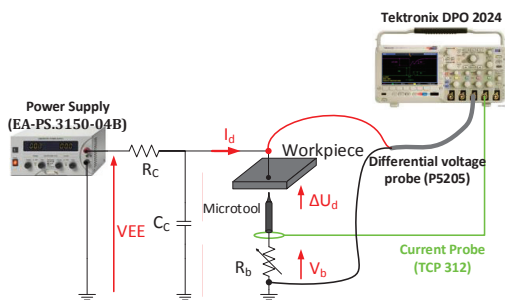 Tektronix DPO 2024
Power Supply
(EA-PS.3150-04B)
I_d
R_C
Workpiece
Differential voltage
probe (P5205)
Microtool
ΔU_d
VEE
C_C
R_b
V_b
Current Probe
(TCP 312)